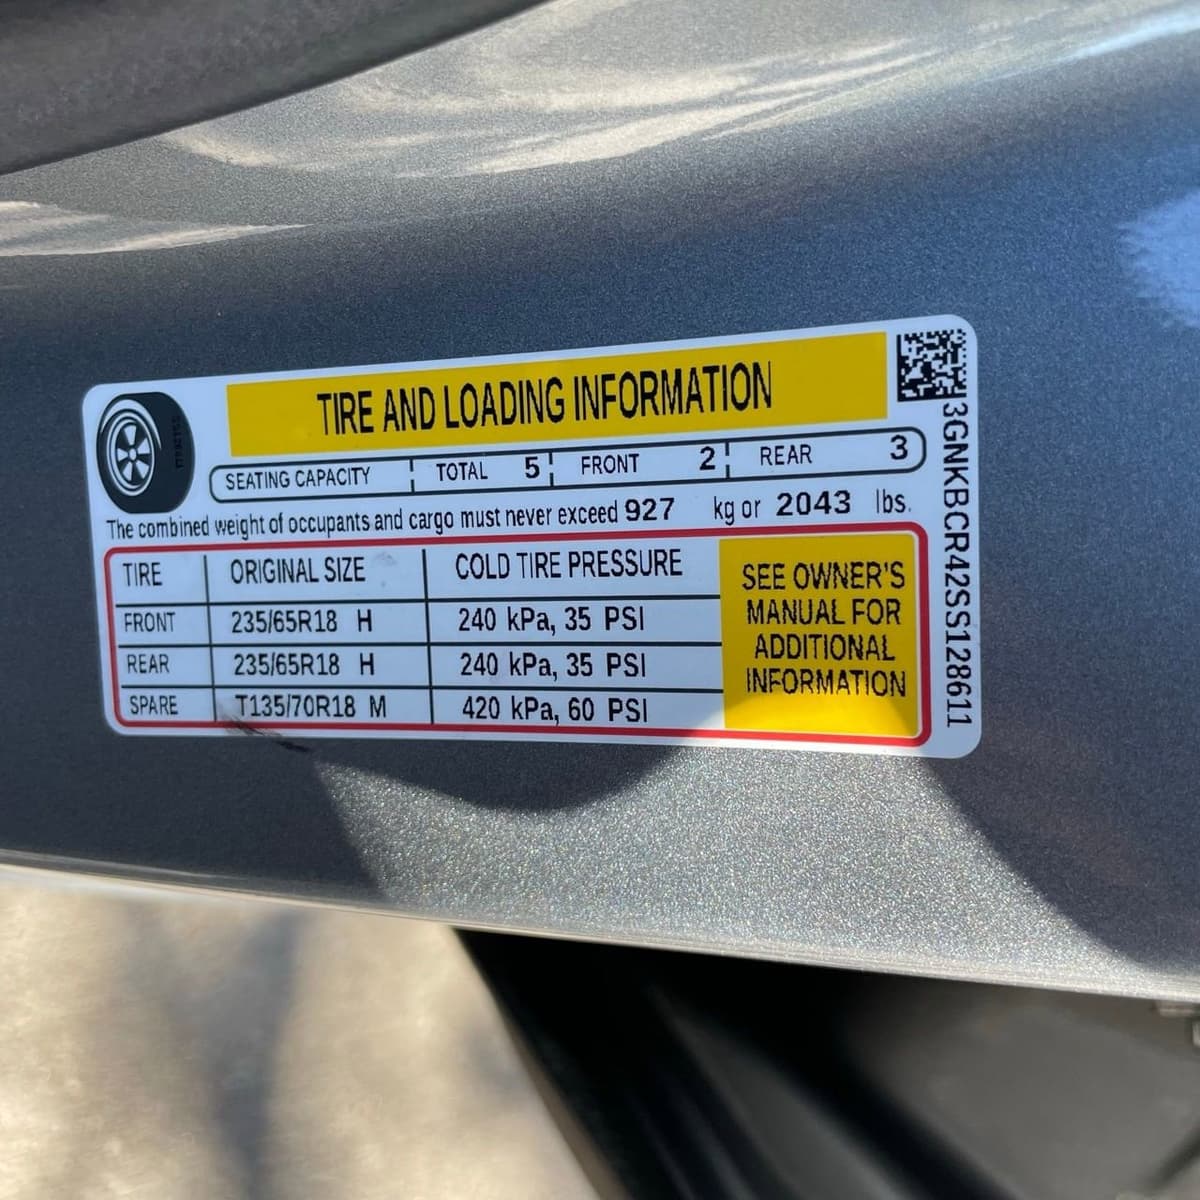 TIRE AND LOADING INFORMATION
SEATING CAPACITY TOTAL 5 FRONT 2 REAR 3
The combined weight of occupants and cargo must never exceed 927 kg or 2043 lbs.
TIRE ORIGINAL SIZE COLD TIRE PRESSURE
FRONT 235/65R18 H 240 kPa, 35 PSI
REAR 235/65R18 H 240 kPa, 35 PSI
SPARE T135/70R18 M 420 kPa, 60 PSI
SEE OWNER'S
MANUAL FOR
ADDITIONAL
INFORMATION
3GNKBCR42SS128611